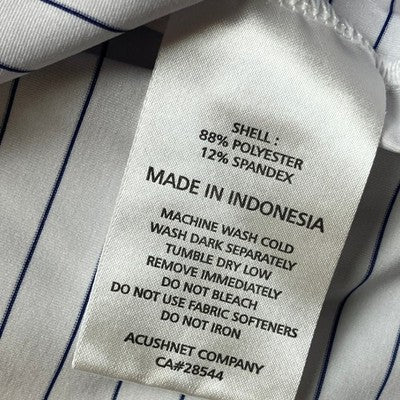 SHELL :
88% POLYESTER
12% SPANDEX
MADE IN INDONESIA
MACHINE WASH COLD
WASH DARK SEPARATELY
TUMBLE DRY LOW
REMOVE IMMEDIATELY
DO NOT BLEACH
DO NOT USE FABRIC SOFTENERS
DO NOT IRON
ACUSHNET COMPANY
CA#28544